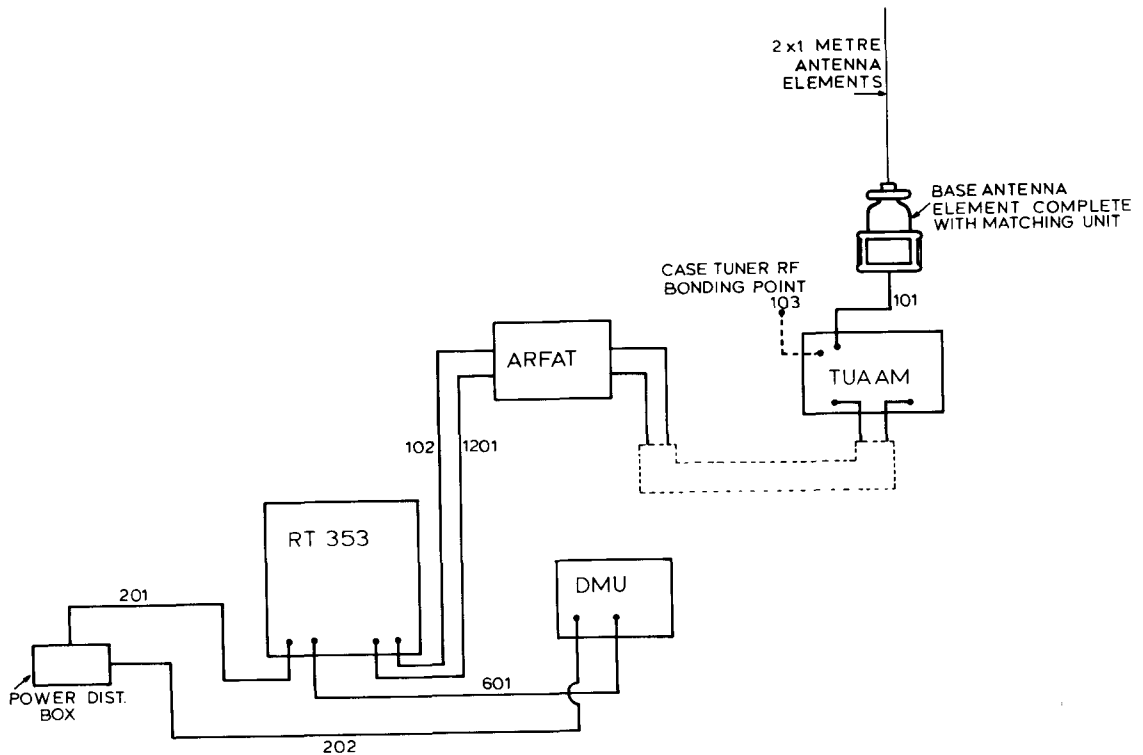 2 x 1 METRE
ANTENNA
ELEMENTS
BASE ANTENNA
ELEMENT COMPLETE
WITH MATCHING UNIT
CASE TUNER RF
BONDING POINT
103
101
TUAAM
ARFAT
102
1201
RT 353
DMU
201
601
POWER DIST.
BOX
202